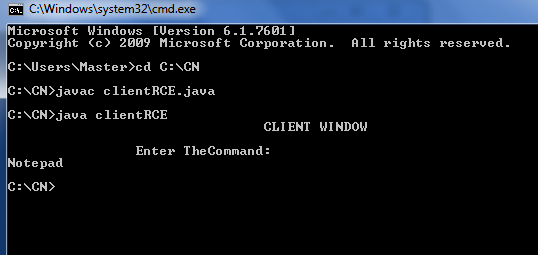 C:\Windows\system32\cmd.exe
Microsoft Windows [Version 6.1.7601]
Copyright (c) 2009 Microsoft Corporation.  All rights reserved.
C:\Users\Master>cd C:\CN
C:\CN>javac clientRCE.java
C:\CN>java clientRCE
CLIENT WINDOW
Enter TheCommand:
Notepad
C:\CN>